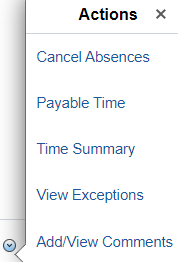 Actions ×
Cancel Absences
Payable Time
Time Summary
View Exceptions
Add/View Comments